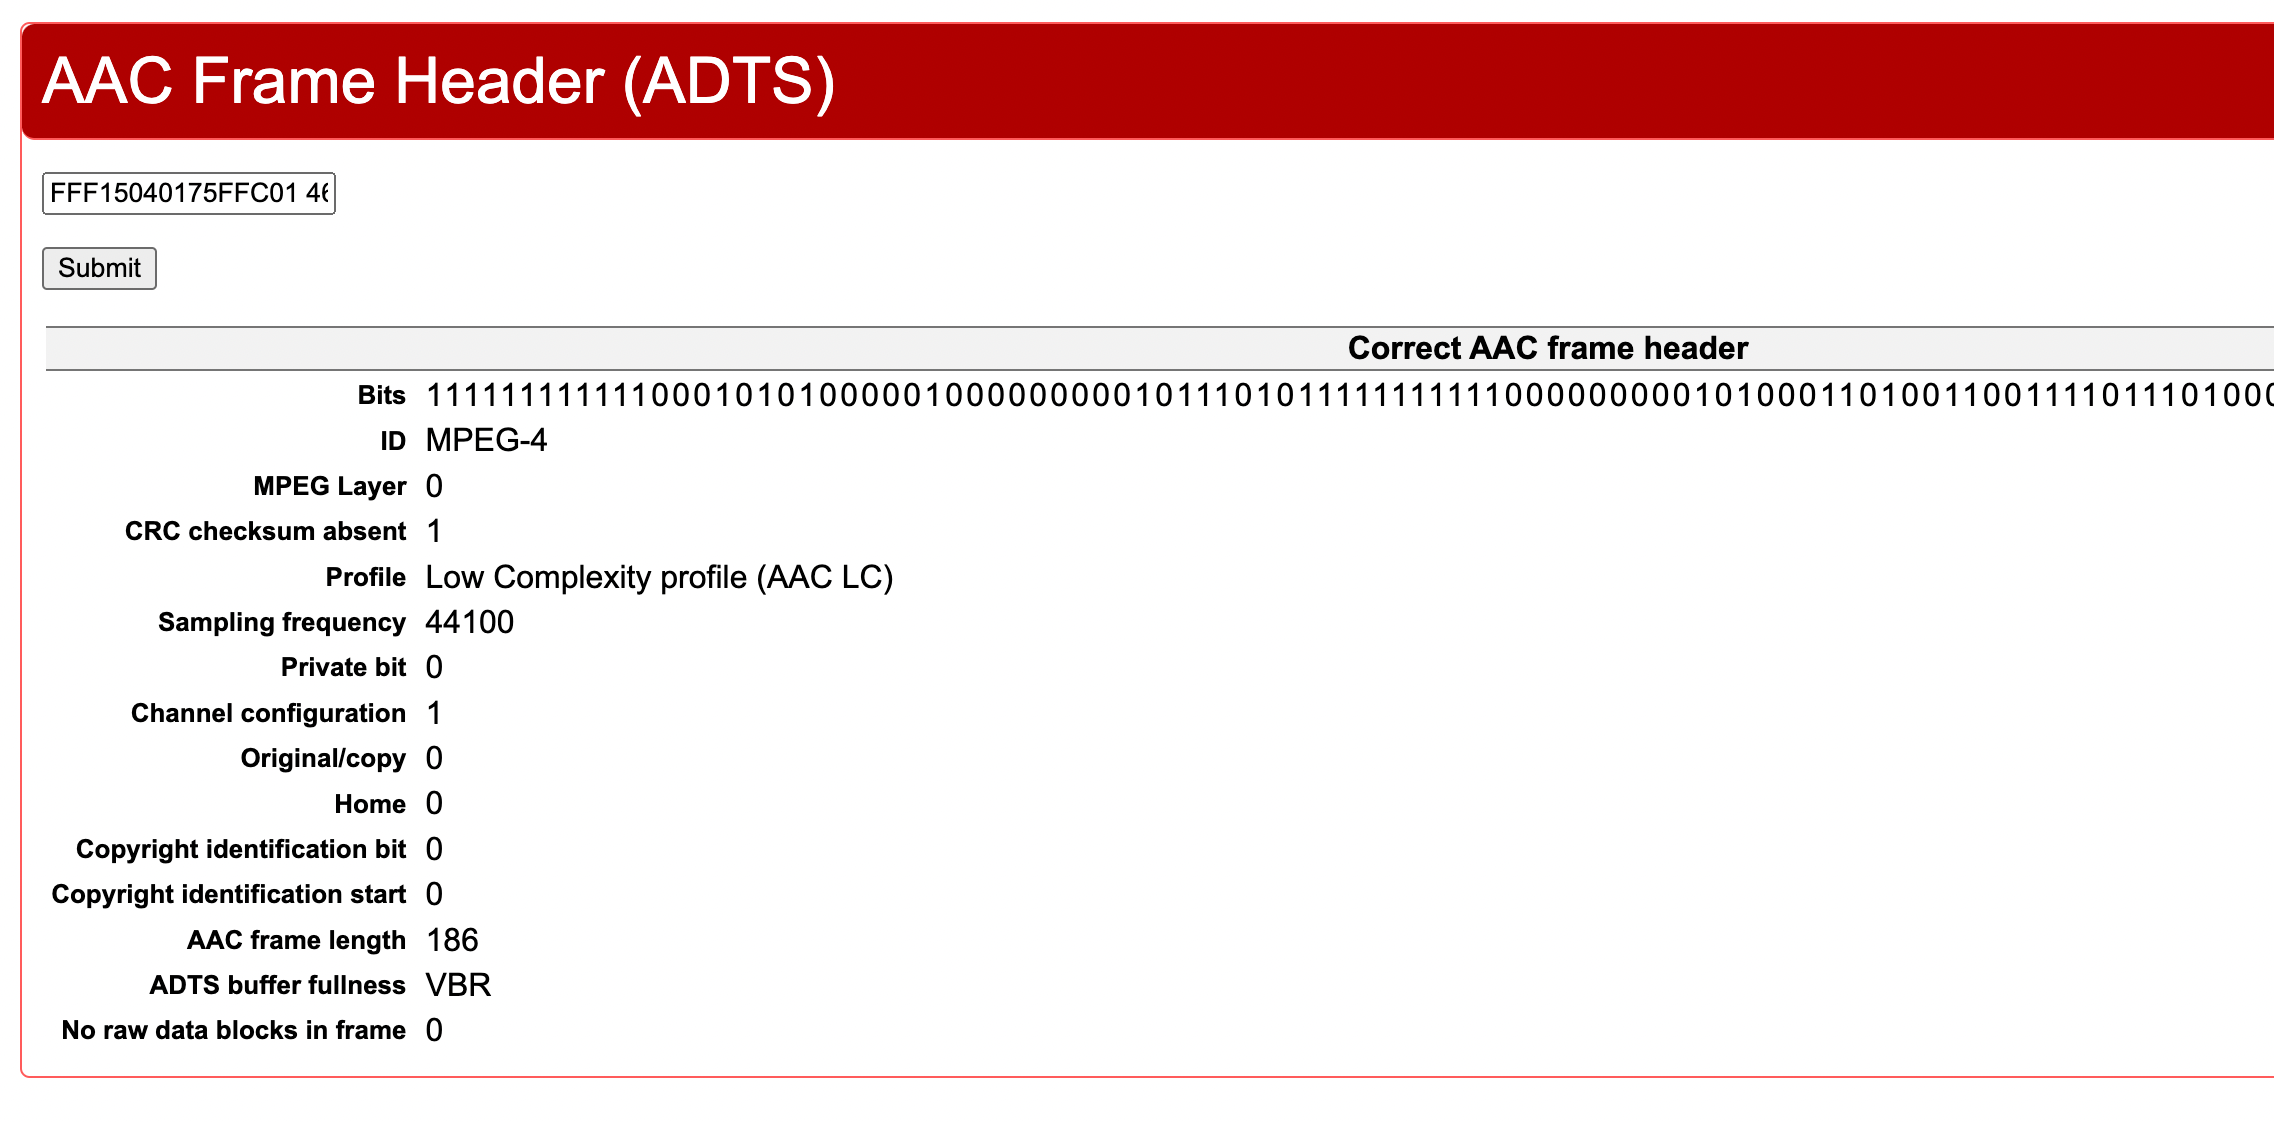 AAC Frame Header (ADTS)
FFF15040175FFC01 46
Submit
Correct AAC frame header
Bits 1111111111110001010100000100000000010111010111111111110000000001010001101001100111101110100
ID MPEG-4
MPEG Layer 0
CRC checksum absent 1
Profile Low Complexity profile (AAC LC)
Sampling frequency 44100
Private bit 0
Channel configuration 1
Original/copy 0
Home 0
Copyright identification bit 0
Copyright identification start 0
AAC frame length 186
ADTS buffer fullness VBR
No raw data blocks in frame 0